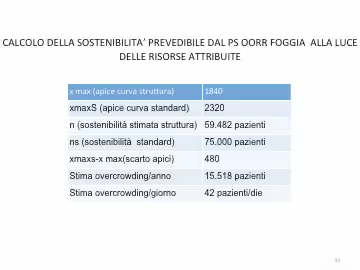 CALCOLO DELLA SOSTENIBILITA’ PREVEDIBILE DAL PS OORR FOGGIA ALLA LUCE
DELLE RISORSE ATTRIBUITE
x max (apice curva struttura) 1840
xmaxS (apice curva standard) 2320
n (sostenibilità stimata struttura) 59.482 pazienti
ns (sostenibilità standard) 75.000 pazienti
xmaxs-x max(scarto apici) 480
Stima overcrowding/anno 15.518 pazienti
Stima overcrowding/giorno 42 pazienti/die